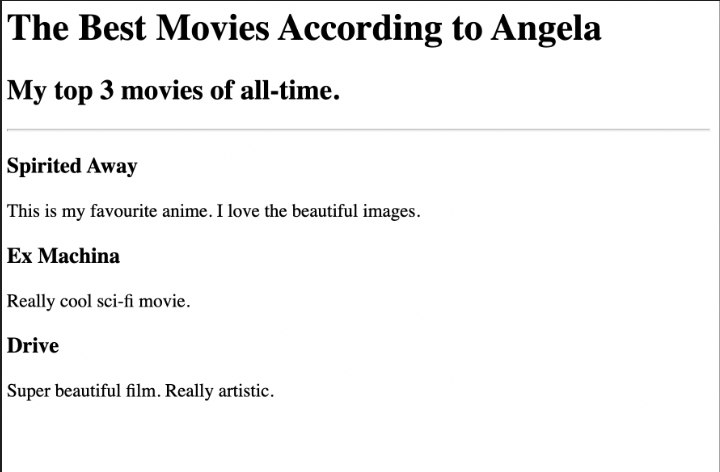 The Best Movies According to Angela
My top 3 movies of all-time.
Spirited Away
This is my favourite anime. I love the beautiful images.
Ex Machina
Really cool sci-fi movie.
Drive
Super beautiful film. Really artistic.